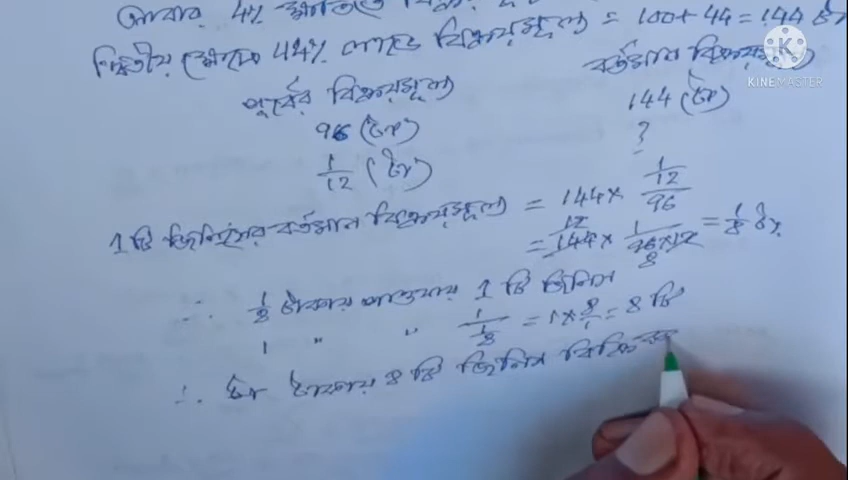 আবার 4% ক্ষতিতে বিক্রয়
দ্বিতীয় ক্ষেত্রে 44% লাভে বিক্রয়মূল্য = 100+44 = 144 টা
পূর্বের বিক্রয়মূল্য বর্তমান বিক্রয়মূল্য
96 (টা) 144 (টা)
1/12 (টা) ?
1 টি জিনিসের বর্তমান বিক্রয়মূল্য = 144 × 1/12/96
= 144 × 1/96×12 = 1/8 টা.
12 8
∴ 1/8 টাকায় পাওয়া যায় 1 টি জিনিস
1 " " 1/1/8 = 1×8/1 = 8 টি
∴ টাকায় 8 টি জিনিস বিক্রি
KINEMASTER